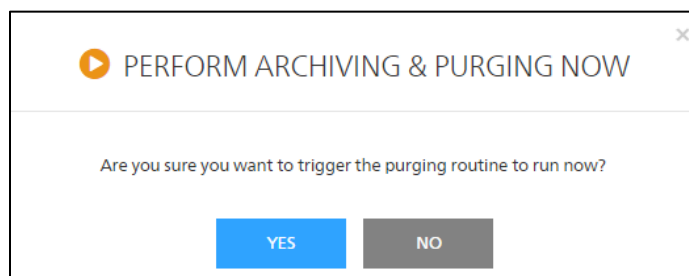 PERFORM ARCHIVING & PURGING NOW
Are you sure you want to trigger the purging routine to run now?
YES NO